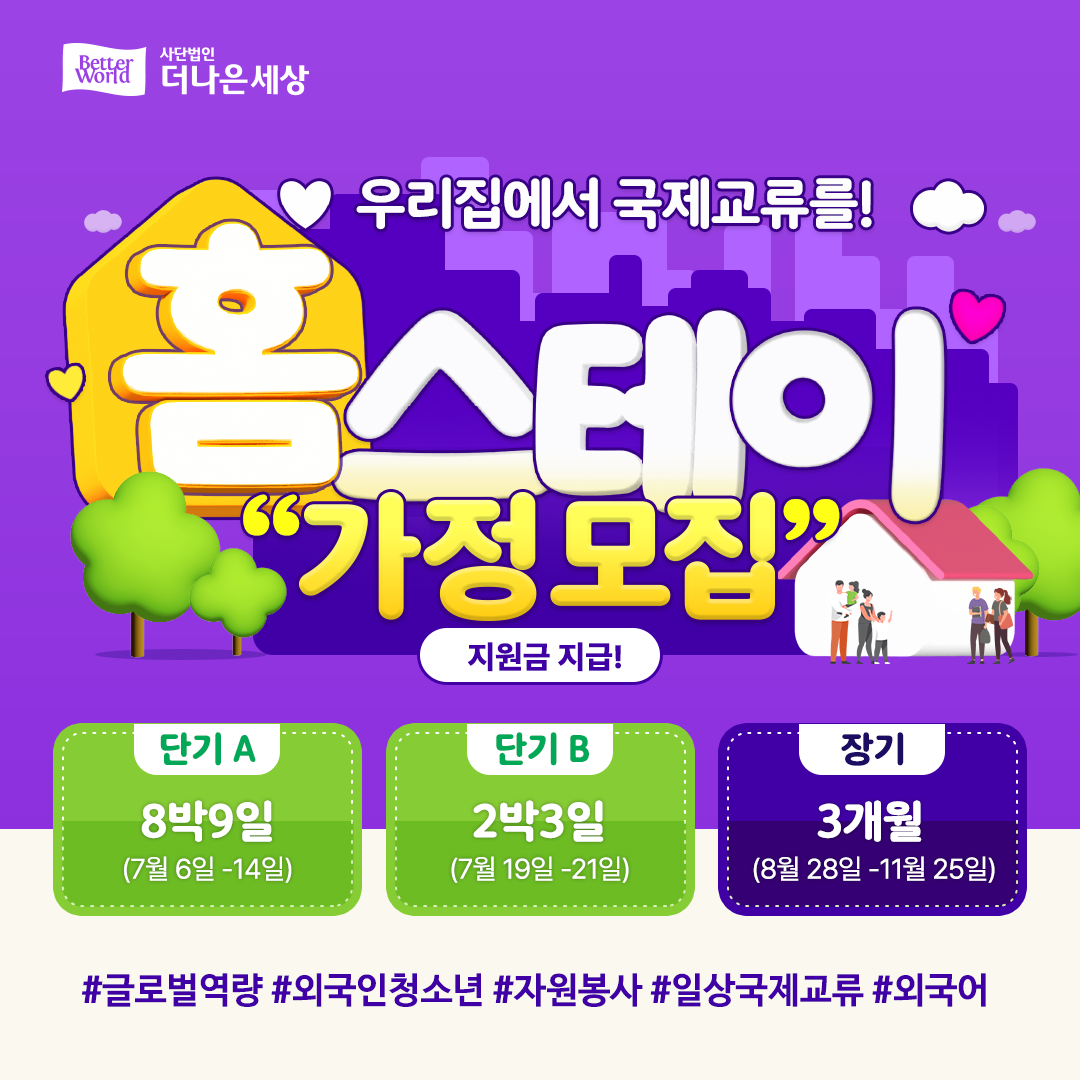 Better
World
사단법인
더나은세상
우리집에서 국제교류를!
홈스테이
“가정모집”
지원금 지급!
단기 A
8박9일
(7월 6일 -14일)
단기 B
2박3일
(7월 19일 -21일)
장기
3개월
(8월 28일 -11월 25일)
#글로벌역량 #외국인청소년 #자원봉사 #일상국제교류 #외국어